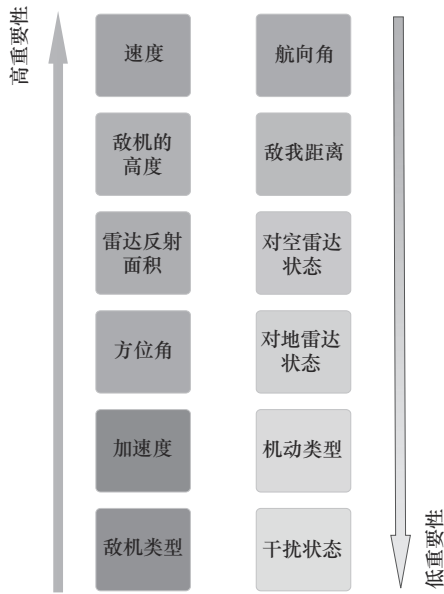 高重要性
速度
敌机的
高度
雷达反射
面积
方位角
加速度
敌机类型
航向角
敌我距离
对空雷达
状态
对地雷达
状态
机动类型
干扰状态
低重要性